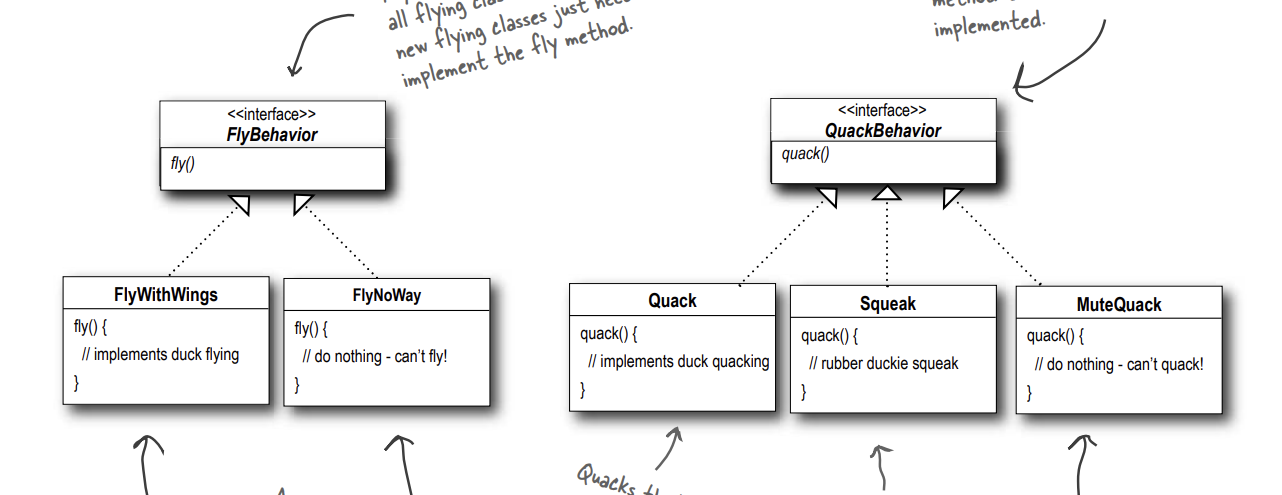 all flying
new flying classes just
implement the fly method.
implemented.
<<interface>>
FlyBehavior
fly()
<<interface>>
QuackBehavior
quack()
FlyWithWings
fly() {
// implements duck flying
}
FlyNoWay
fly() {
// do nothing - can't fly!
}
Quack
quack() {
// implements duck quacking
}
Squeak
quack() {
// rubber duckie squeak
}
MuteQuack
quack() {
// do nothing - can't quack!
}
Quacks